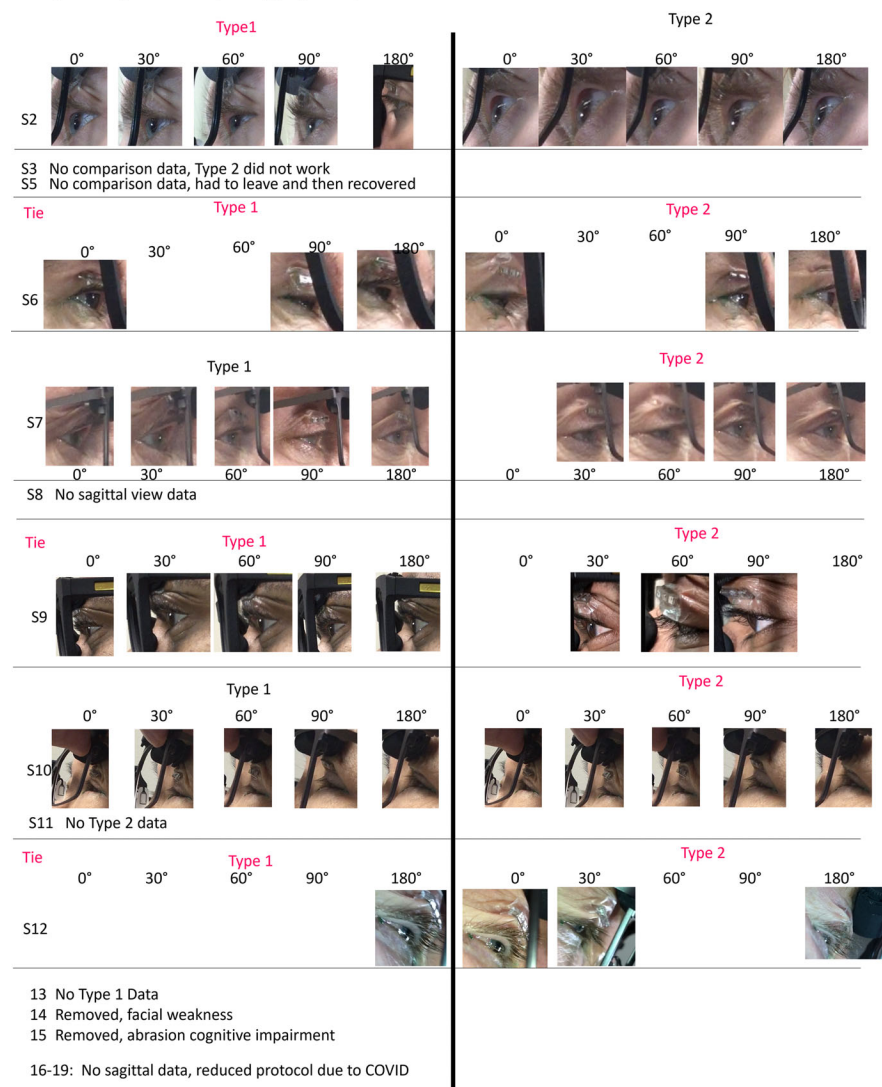 Type1 Type 2
0° 30° 60° 90° 180° 0° 30° 60° 90° 180°
S2
S3 No comparison data, Type 2 did not work
S5 No comparison data, had to leave and then recovered
Tie Type 1 Type 2
0° 30° 60° 90° 180° 0° 30° 60° 90° 180°
S6
Type 1 Type 2
S7
0° 30° 60° 90° 180° 0° 30° 60° 90° 180°
S8 No sagittal view data
Tie Type 1 Type 2
0° 30° 60° 90° 180° 0° 30° 60° 90° 180°
S9
Type 1 Type 2
0° 30° 60° 90° 180° 0° 30° 60° 90° 180°
S10
S11 No Type 2 data
Tie Type 1 Type 2
0° 30° 60° 90° 180° 0° 30° 60° 90° 180°
S12
13 No Type 1 Data
14 Removed, facial weakness
15 Removed, abrasion cognitive impairment
16-19: No sagittal data, reduced protocol due to COVID